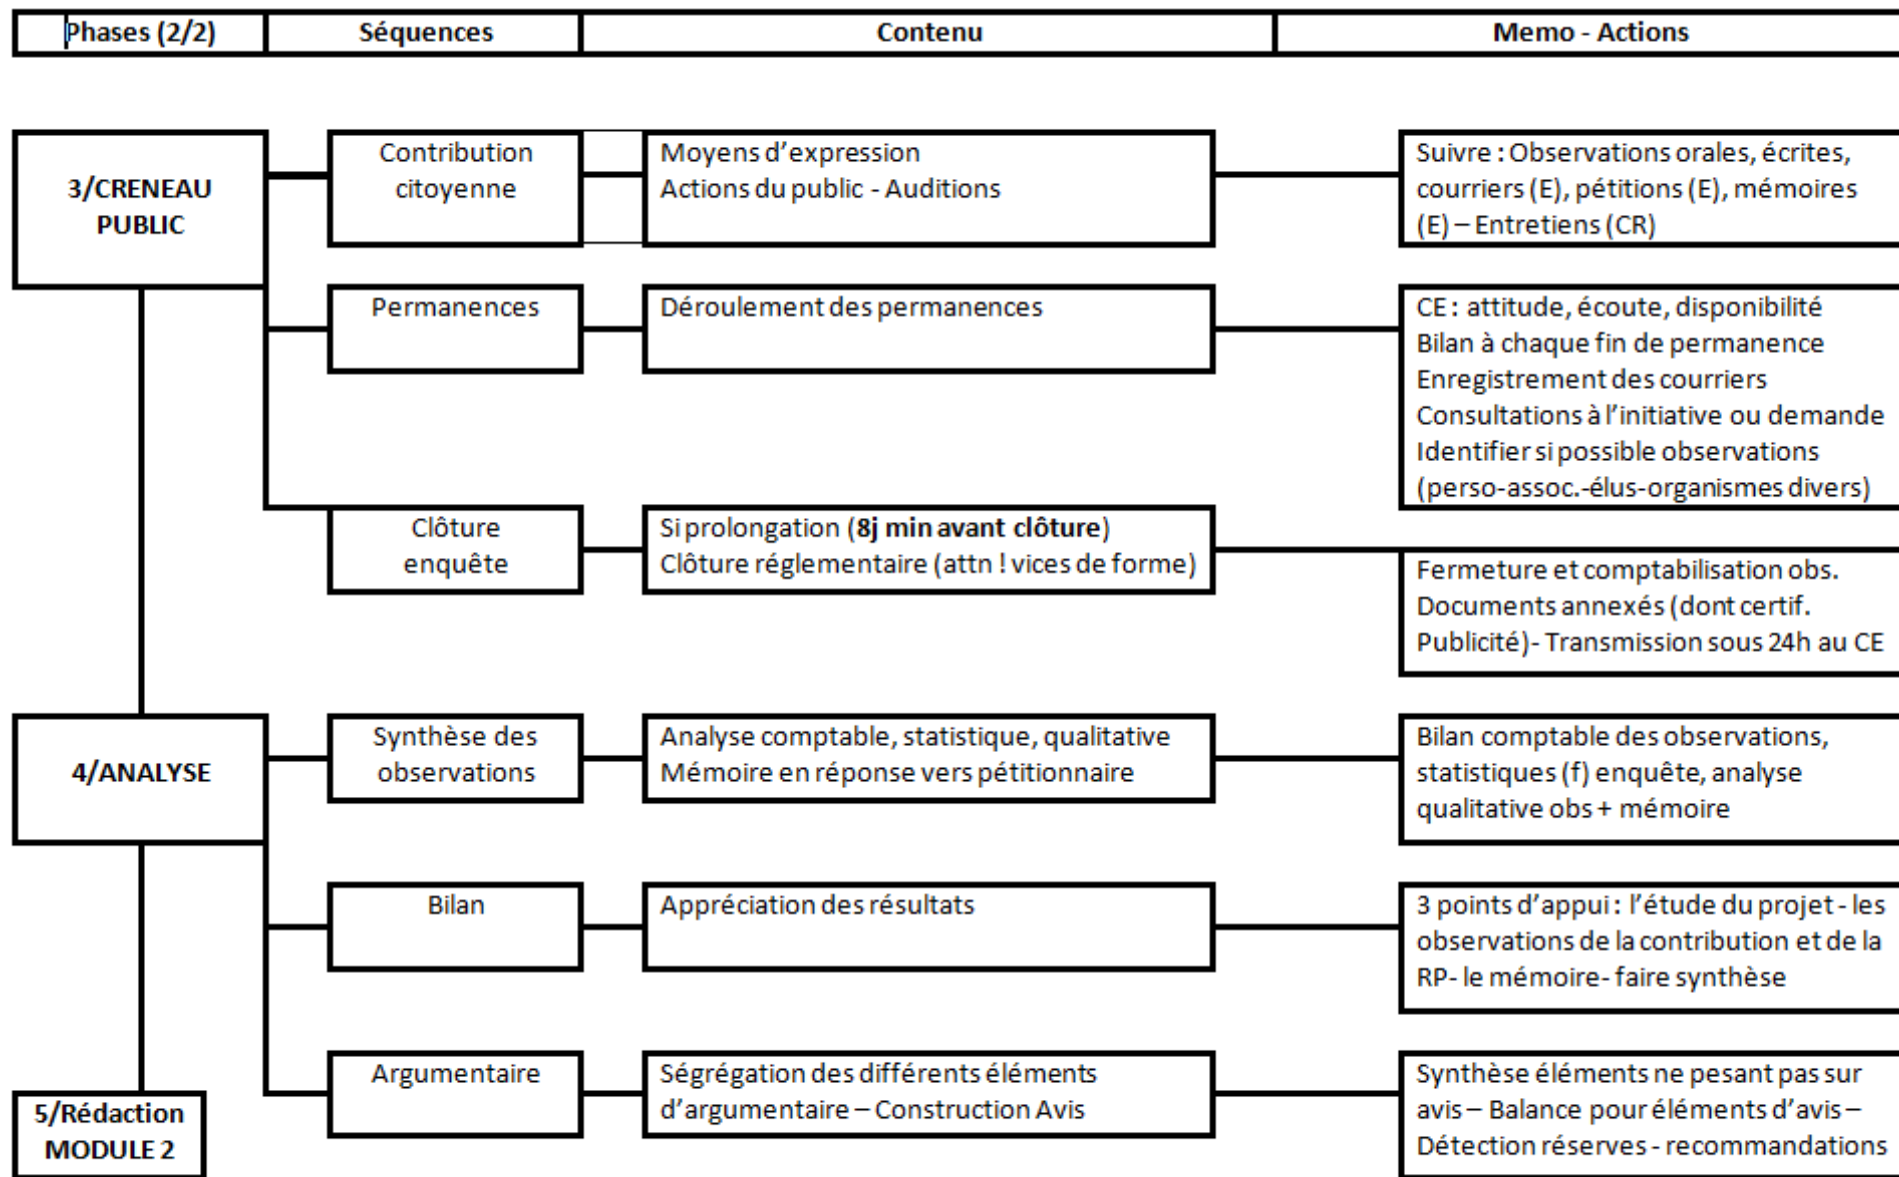 Phases (2/2)
Séquences
Contenu
Memo - Actions
3/CRENEAU
PUBLIC
Contribution
citoyenne
Moyens d’expression
Actions du public - Auditions
Suivre : Observations orales, écrites,
courriers (E), pétitions (E), mémoires
(E) – Entretiens (CR)
Permanences
Déroulement des permanences
CE : attitude, écoute, disponibilité
Bilan à chaque fin de permanence
Enregistrement des courriers
Consultations à l’initiative ou demande
Identifier si possible observations
(perso-assoc.-élus-organismes divers)
Clôture
enquête
Si prolongation (8j min avant clôture)
Clôture réglementaire (attn ! vices de forme)
Fermeture et comptabilisation obs.
Documents annexés (dont certif.
Publicité)- Transmission sous 24h au CE
4/ANALYSE
Synthèse des
observations
Analyse comptable, statistique, qualitative
Mémoire en réponse vers pétitionnaire
Bilan comptable des observations,
statistiques (f) enquête, analyse
qualitative obs + mémoire
Bilan
Appréciation des résultats
3 points d’appui : l’étude du projet - les
observations de la contribution et de la
RP- le mémoire- faire synthèse
Argumentaire
Ségrégation des différents éléments
d’argumentaire – Construction Avis
Synthèse éléments ne pesant pas sur
avis – Balance pour éléments d’avis –
Détection réserves - recommandations
5/Rédaction
MODULE 2